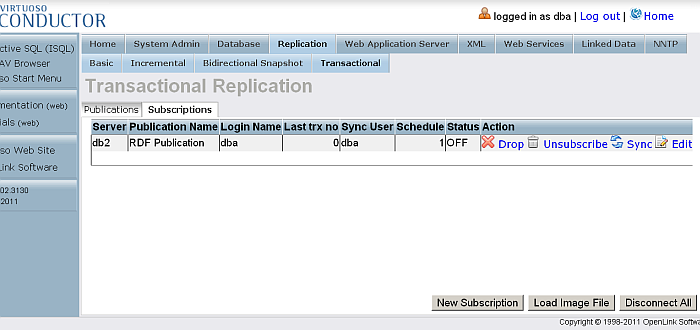 VIRTUOSO
CONDUCTOR
logged in as dba | Log out | Home
ctive SQL (ISQL)
AV Browser
so Start Menu
mentation (web)
ials (web)
so Web Site
Link Software
02.3130
2011
Home System Admin Database Replication Web Application Server XML Web Services Linked Data NNTP
Basic Incremental Bidirectional Snapshot Transactional
Transactional Replication
Publications Subscriptions
Server Publication Name Login Name Last trx no Sync User Schedule Status Action
db2 RDF Publication dba 0 dba 1 OFF Drop Unsubscribe Sync Edit
New Subscription Load Image File Disconnect All
Copyright © 1998-2011 OpenLink Softw